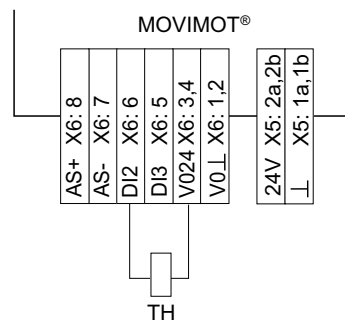 MOVIMOT®
AS+ X6: 8
AS- X6: 7
DI2 X6: 6
DI3 X6: 5
V024 X6: 3,4
V0⊥ X6: 1,2
24V X5: 2a,2b
⊥ X5: 1a,1b
TH